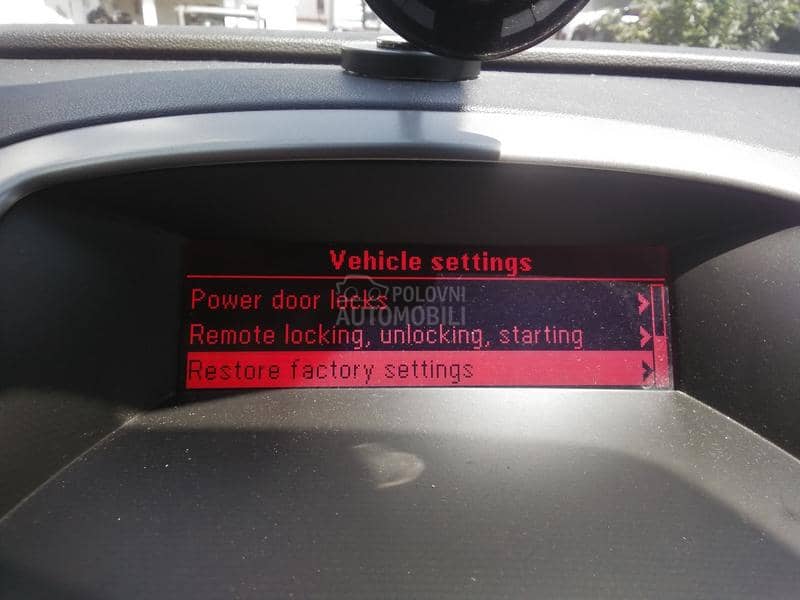 Vehicle settings
Power door locks
POLOVNI
AUTOMOBILI
Remote locking, unlocking, starting
Restore factory settings